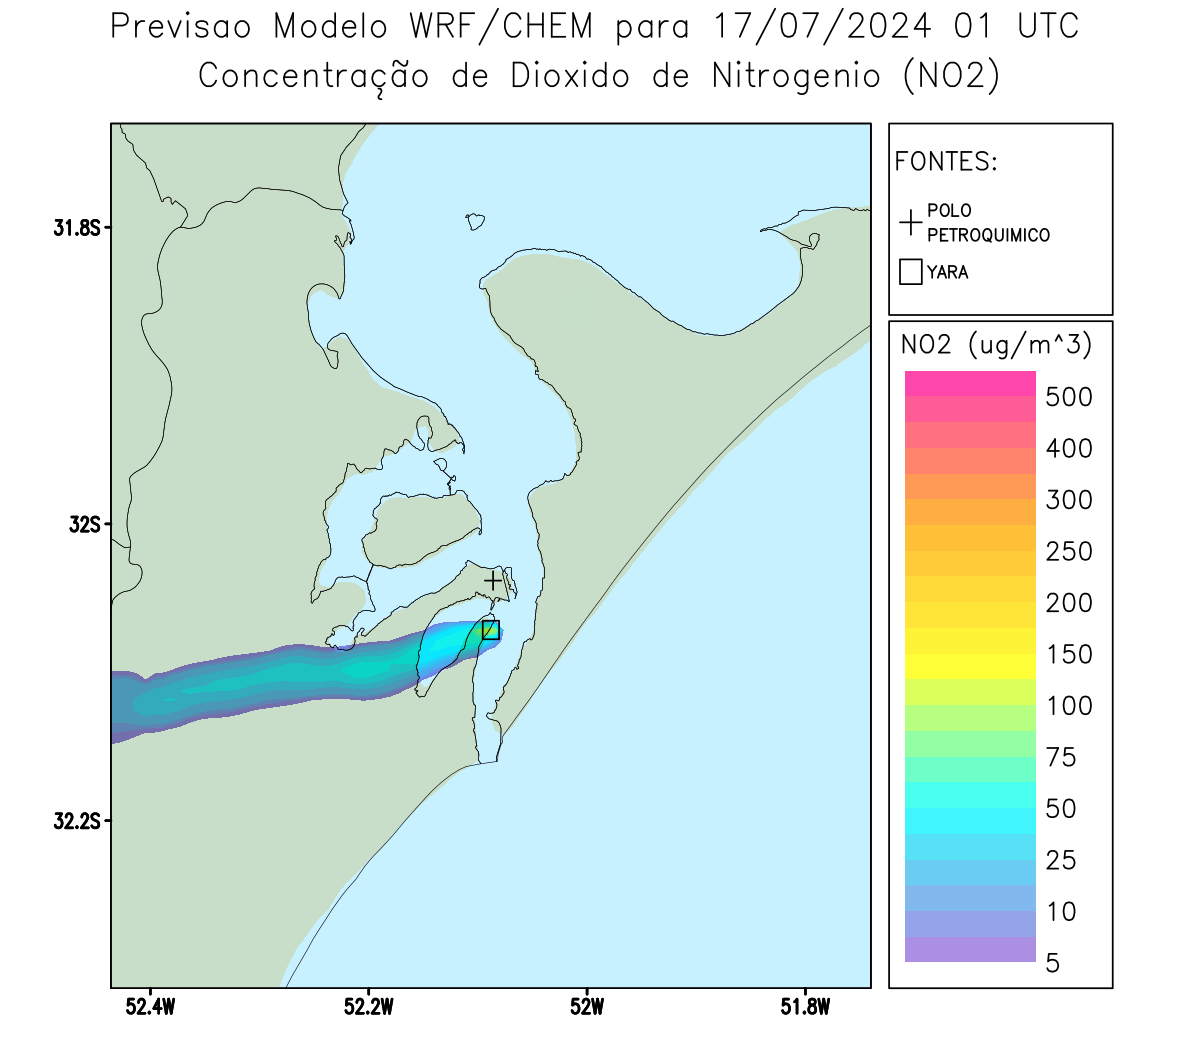 Previsao Modelo WRF/CHEM para 17/07/2024 01 UTC
Concentração de Dioxido de Nitrogenio (NO2)
FONTES:
POLO
PETROQUIMICO
YARA
31.8S
32S
32.2S
52.4W
52.2W
52W
51.8W
NO2 (ug/m^3)
500
400
300
250
200
150
100
75
50
25
10
5